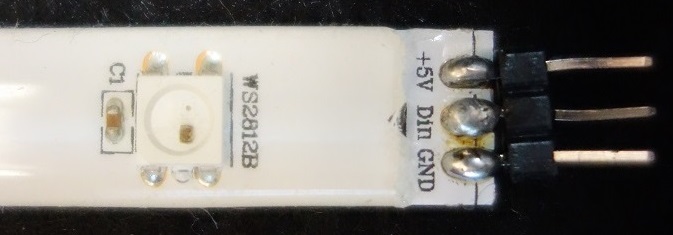 C1
WS2812B
+5V Din GND